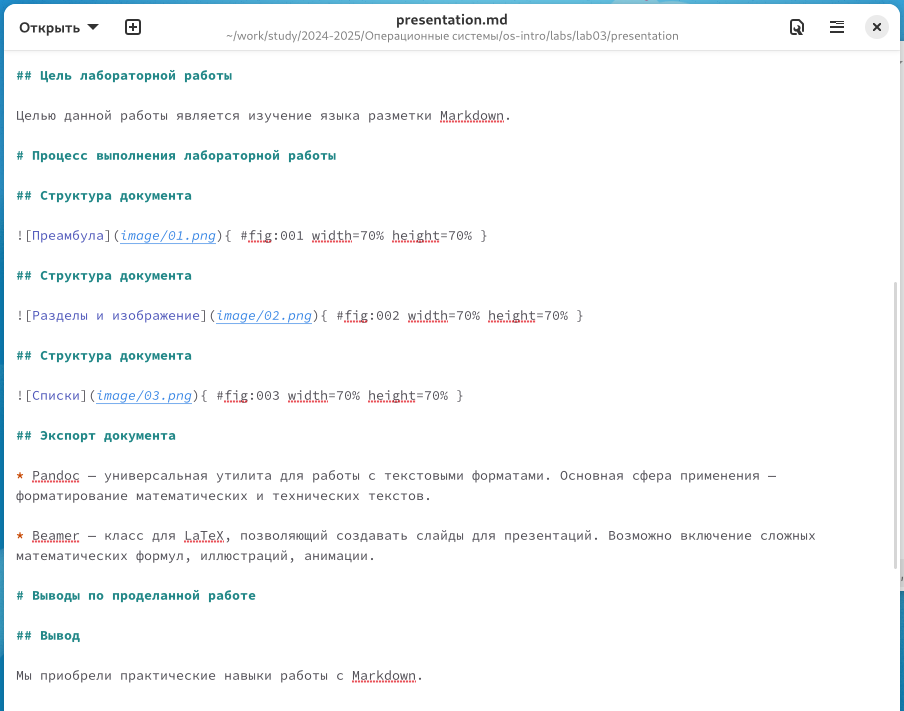 Открыть
presentation.md
~/work/study/2024-2025/Операционные системы/os-intro/labs/lab03/presentation
## Цель лабораторной работы
Целью данной работы является изучение языка разметки Markdown.
# Процесс выполнения лабораторной работы
## Структура документа
![Преамбула](image/01.png){ #fig:001 width=70% height=70% }
## Структура документа
![Разделы и изображение](image/02.png){ #fig:002 width=70% height=70% }
## Структура документа
![Списки](image/03.png){ #fig:003 width=70% height=70% }
## Экспорт документа
* Pandoc — универсальная утилита для работы с текстовыми форматами. Основная сфера применения —
форматирование математических и технических текстов.
* Beamer — класс для LaTeX, позволяющий создавать слайды для презентаций. Возможно включение сложных
математических формул, иллюстраций, анимации.
# Выводы по проделанной работе
## Вывод
Мы приобрели практические навыки работы с Markdown.